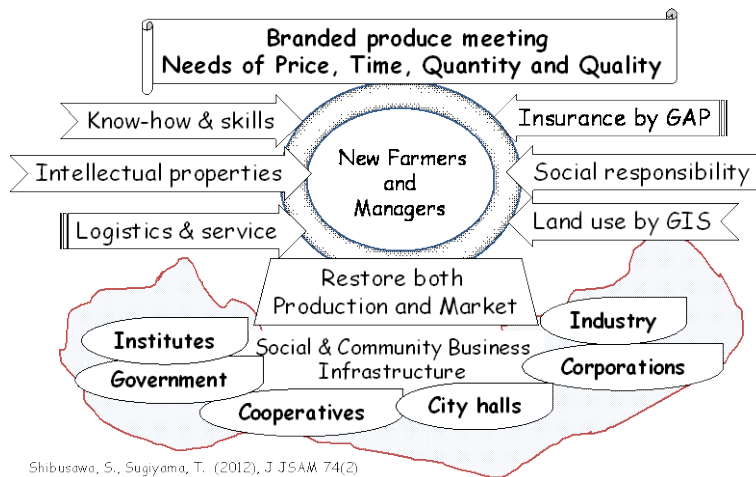 Branded produce meeting
Needs of Price, Time, Quantity and Quality
Know-how & skills
Insurance by GAP
Intellectual properties
New Farmers
and
Managers
Social responsibility
Logistics & service
Land use by GIS
Restore both
Production and Market
Institutes
Industry
Social & Community Business
Infrastructure
Government
Corporations
Cooperatives
City halls
Shibusawa, S., Sugiyama, T. (2012), J JSAM 74(2)